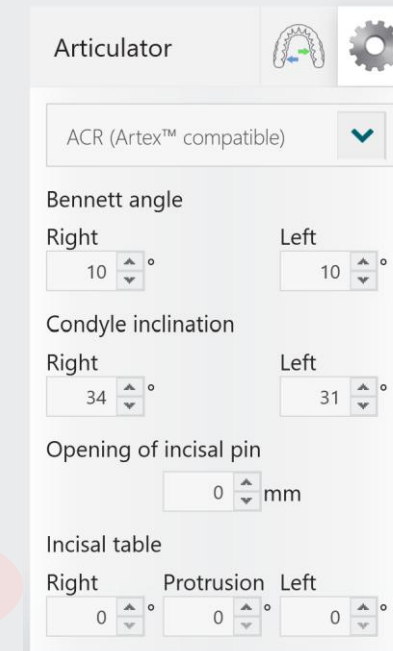 Articulator
ACR (Artex™ compatible)
Bennett angle
Right Left
10 ° 10 °
Condyle inclination
Right Left
34 ° 31 °
Opening of incisal pin
0 mm
Incisal table
Right Protrusion Left
0 ° 0 ° 0 °